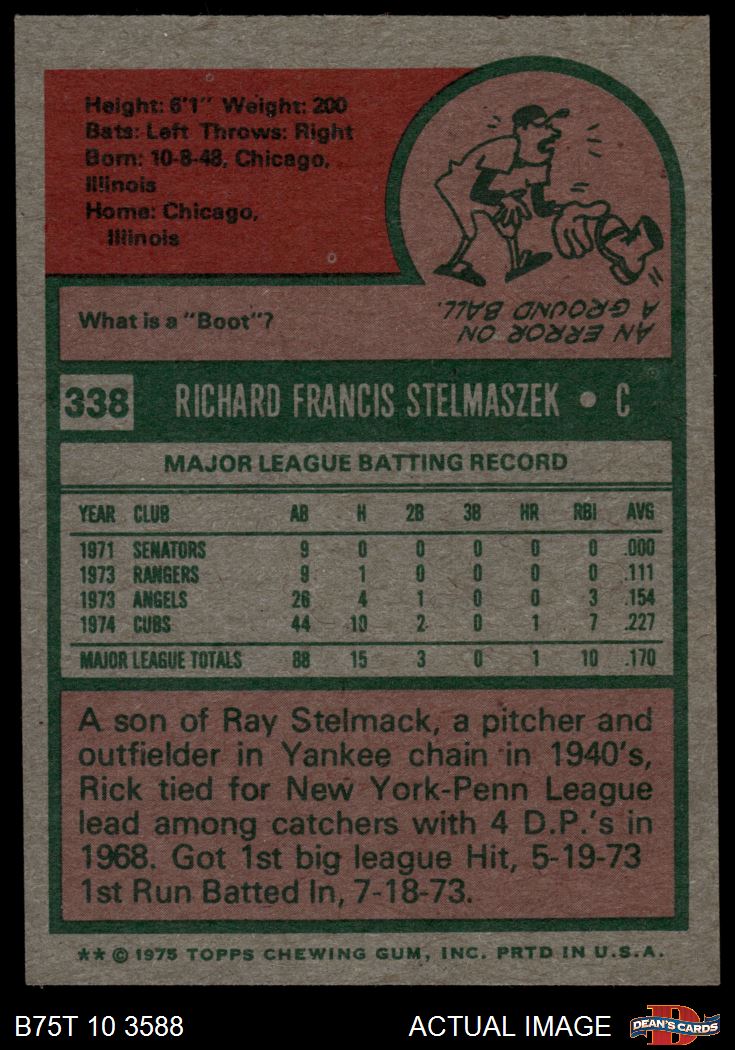 Height: 6'1" Weight: 200
Bats: Left Throws: Right
Born: 10-8-48, Chicago,
Illinois
Home: Chicago,
Illinois
What is a "Boot"?
AN ERROR ON
A GROUND BALL.
338 RICHARD FRANCIS STELMASZEK • C
MAJOR LEAGUE BATTING RECORD
YEAR CLUB AB H 2B 3B HR RBI AVG
1971 SENATORS 9 0 0 0 0 0 .000
1973 RANGERS 9 1 0 0 0 0 .111
1973 ANGELS 26 4 1 0 0 3 .154
1974 CUBS 44 10 2 0 1 7 .227
MAJOR LEAGUE TOTALS 88 15 3 0 1 10 .170
A son of Ray Stelmack, a pitcher and
outfielder in Yankee chain in 1940's,
Rick tied for New York-Penn League
lead among catchers with 4 D.P.'s in
1968. Got 1st big league Hit, 5-19-73
1st Run Batted In, 7-18-73.
** © 1975 TOPPS CHEWING GUM, INC. PRTD IN U.S.A.
B75T 10 3588 ACTUAL IMAGE D DEAN'S CARDS